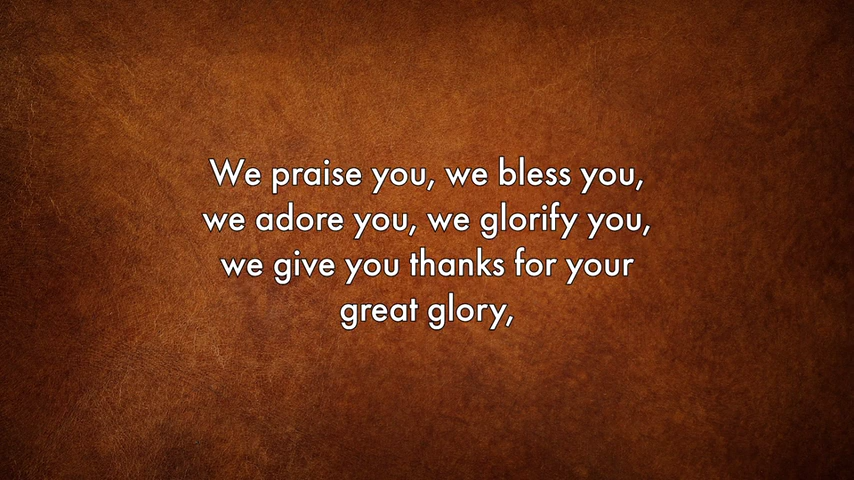 We praise you, we bless you,
we adore you, we glorify you,
we give you thanks for your
great glory,